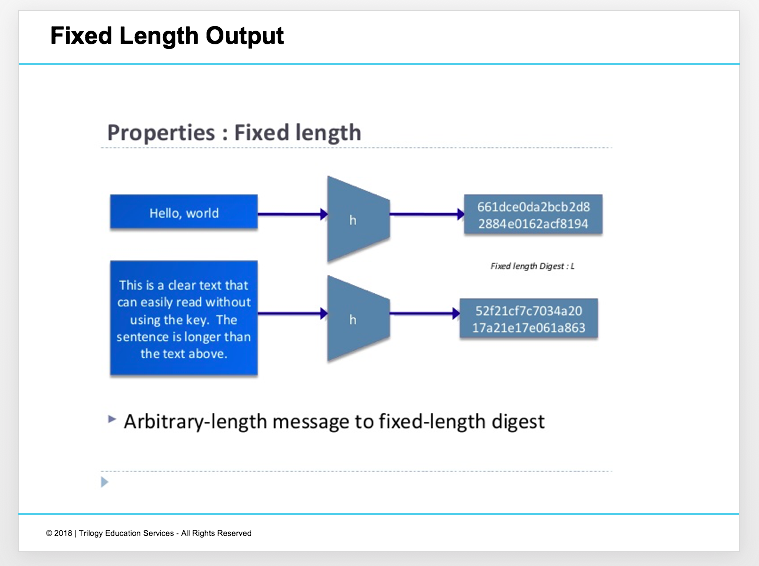 Fixed Length Output
Properties : Fixed length
Hello, world
h
661dce0da2bcb2d8
2884e0162acf8194
Fixed length Digest : L
This is a clear text that
can easily read without
using the key. The
sentence is longer than
the text above.
h
52f21cf7c7034a20
17a21e17e061a863
Arbitrary-length message to fixed-length digest
© 2018 | Trilogy Education Services - All Rights Reserved